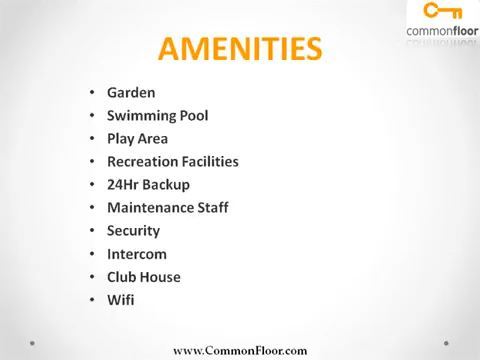 commonfloor
AMENITIES
• Garden
• Swimming Pool
• Play Area
• Recreation Facilities
• 24Hr Backup
• Maintenance Staff
• Security
• Intercom
• Club House
• Wifi
www.CommonFloor.com